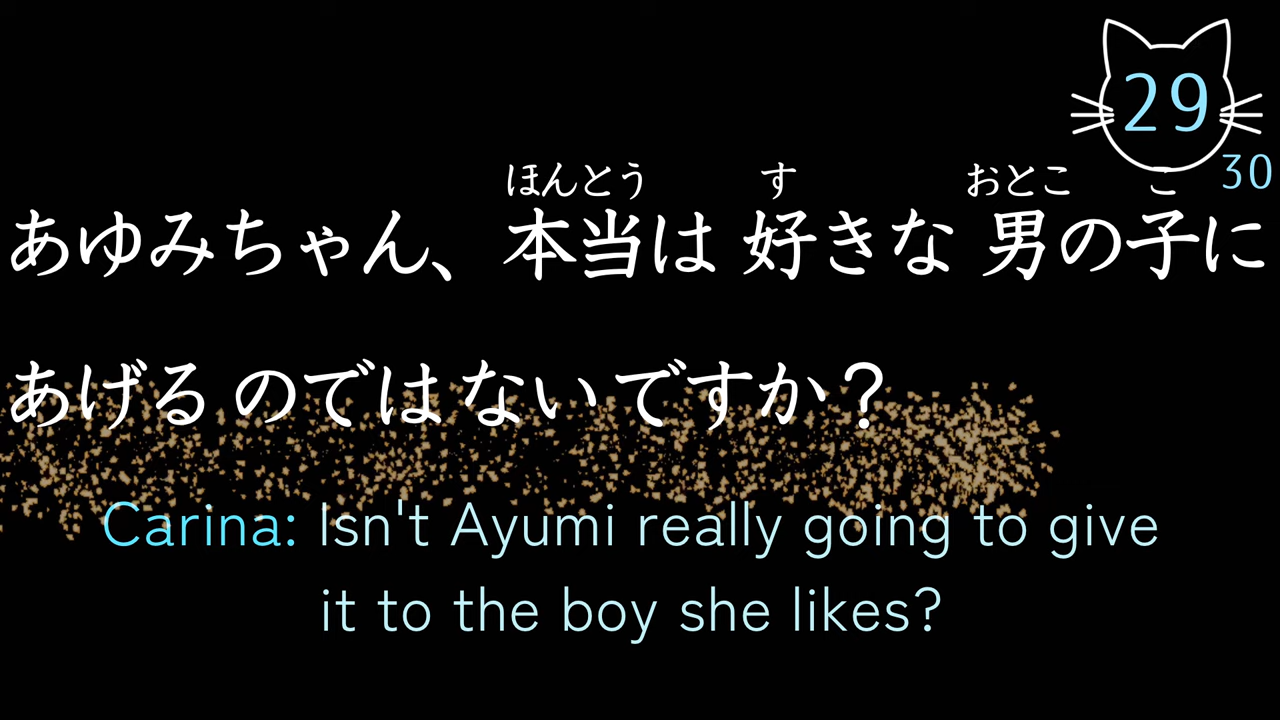 29
30
ほんとう す おとこ こ
あゆみちゃん、本当は 好きな 男の子に
あげる のでは ないですか？
Carina: Isn't Ayumi really going to give
it to the boy she likes?